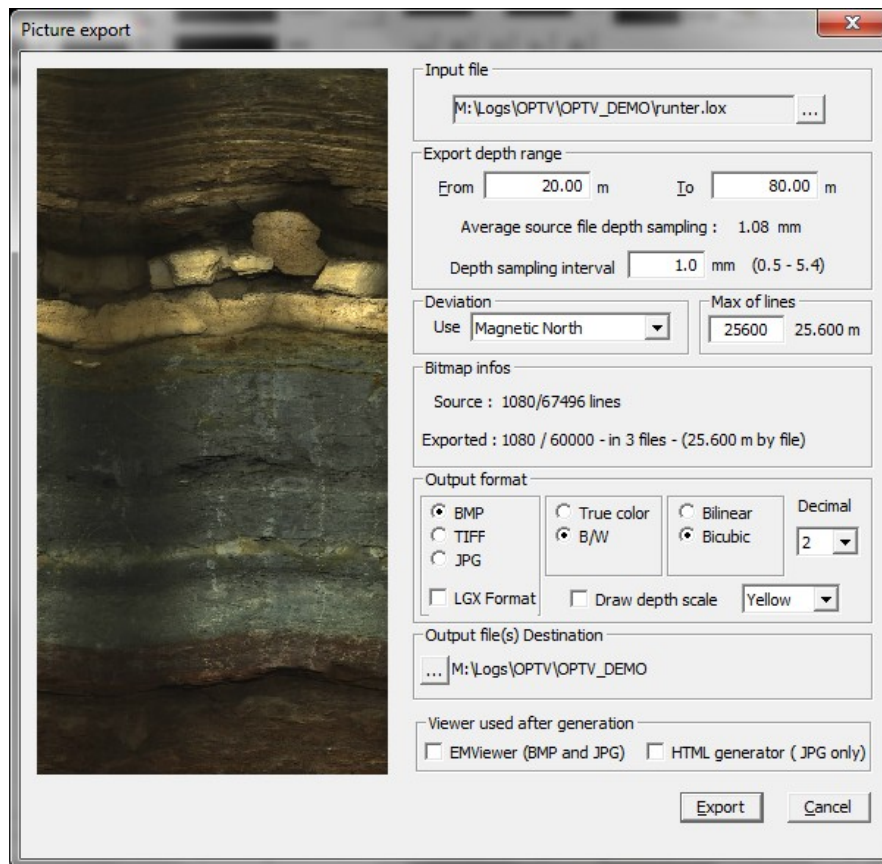 Picture export
Input file
M:\Logs\OPTV\OPTV_DEMO\runter.lox ...
Export depth range
From 20.00 m To 80.00 m
Average source file depth sampling : 1.08 mm
Depth sampling interval 1.0 mm (0.5 - 5.4)
Deviation
Use Magnetic North
Max of lines
25600 25.600 m
Bitmap infos
Source : 1080/67496 lines
Exported : 1080 / 60000 - in 3 files - (25.600 m by file)
Output format
BMP
TIFF
JPG
LGX Format
True color
B/W
Bilinear
Bicubic
Decimal
2
Draw depth scale Yellow
Output file(s) Destination
... M:\Logs\OPTV\OPTV_DEMO
Viewer used after generation
EMViewer (BMP and JPG) HTML generator ( JPG only)
Export Cancel